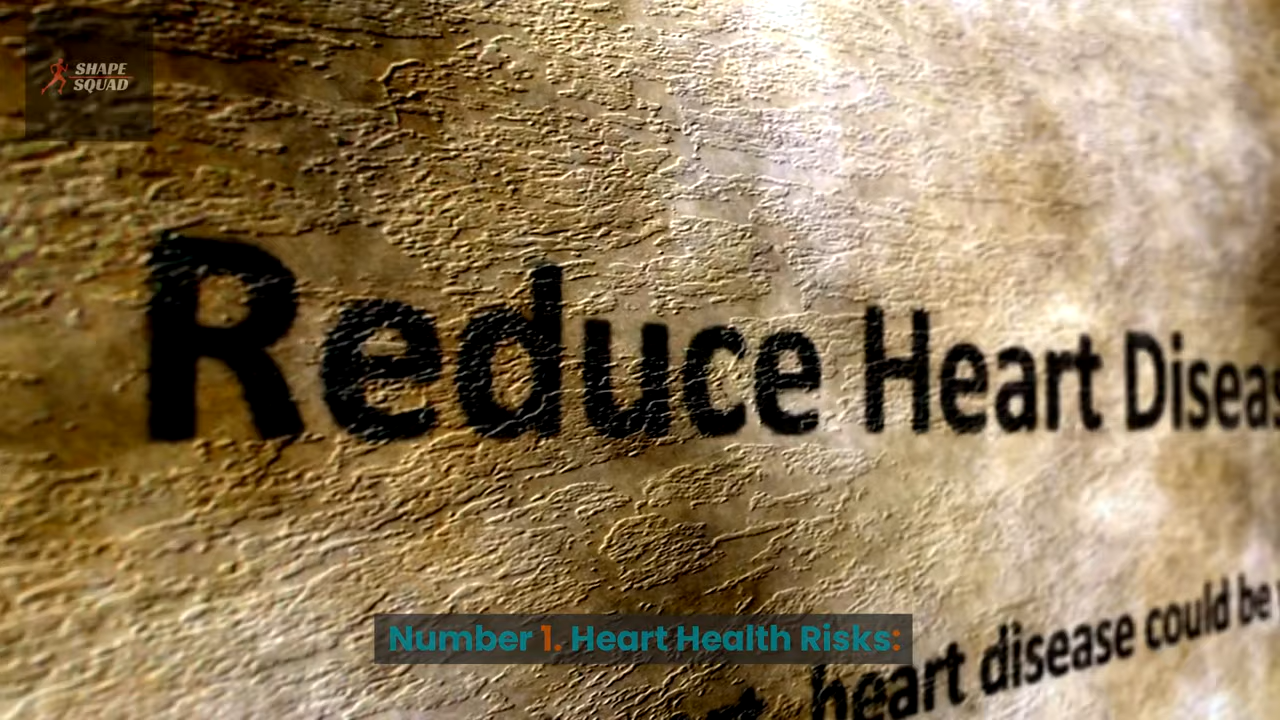 SHAPE
SQUAD
Reduce Heart Diseas
Number 1. Heart Health Risks:
heart disease could be